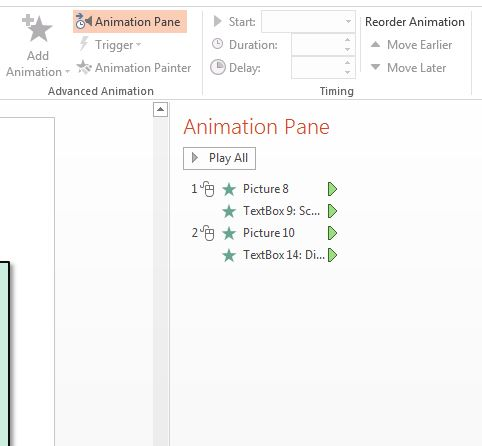 Animation Pane
Add
Animation
Trigger
Animation Painter
Advanced Animation
Start:
Duration:
Delay:
Reorder Animation
Move Earlier
Move Later
Timing
Animation Pane
Play All
1 Picture 8
TextBox 9: Sc...
2 Picture 10
TextBox 14: Di...